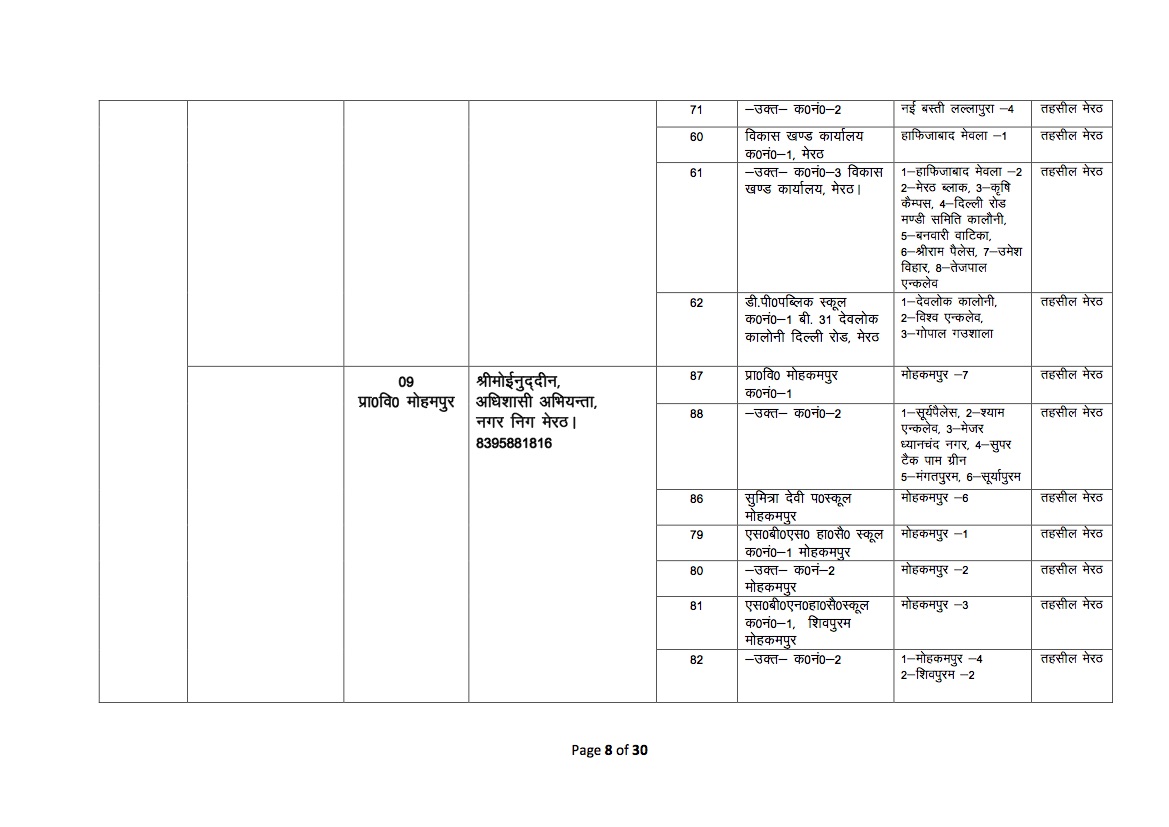 71 –उक्त– क0नं0–2 नई बस्ती लल्लापुरा –4 तहसील मेरठ
60 विकास खण्ड कार्यालय हाफिजाबाद मेवला –1 तहसील मेरठ
क0नं0–1, मेरठ
61 –उक्त– क0नं0–3 विकास 1–हाफिजाबाद मेवला –2 तहसील मेरठ
खण्ड कार्यालय, मेरठ। 2–मेरठ ब्लाक, 3–कृषि
कैम्पस, 4–दिल्ली रोड
मण्डी समिति कालौनी,
5–बनवारी वाटिका,
6–श्रीराम पैलेस, 7–उमेश
विहार, 8–तेजपाल
एन्कलेव
62 डी.पी0पब्लिक स्कूल 1–देवलोक कालोनी, तहसील मेरठ
क0नं0–1 बी. 31 देवलोक 2–विश्व एन्कलेव,
कालोनी दिल्ली रोड, मेरठ 3–गोपाल गउशाला
09 श्रीमोईनुद्दीन, 87 प्रा0वि0 मोहकमपुर मोहकमपुर –7 तहसील मेरठ
प्रा0वि0 मोहमपुर अधिशासी अभियन्ता, क0नं0–1
नगर निग मेरठ। 88 –उक्त– क0नं0–2 1–सूर्यपैलेस, 2–श्याम तहसील मेरठ
8395881816 एन्कलेव, 3–मेजर
ध्यानचंद नगर, 4–सुपर
टैक पाम ग्रीन
5–मंगतपुरम, 6–सूर्यापुरम
86 सुमित्रा देवी प0स्कूल मोहकमपुर –6 तहसील मेरठ
मोहकमपुर
79 एस0बी0एस0 हा0सै0 स्कूल मोहकमपुर –1 तहसील मेरठ
क0नं0–1 मोहकमपुर
80 –उक्त– क0नं–2 मोहकमपुर –2 तहसील मेरठ
मोहकमपुर
81 एस0बी0एन0हा0सै0स्कूल मोहकमपुर –3 तहसील मेरठ
क0नं0–1, शिवपुरम
मोहकमपुर
82 –उक्त– क0नं0–2 1–मोहकमपुर –4 तहसील मेरठ
2–शिवपुरम –2
Page 8 of 30